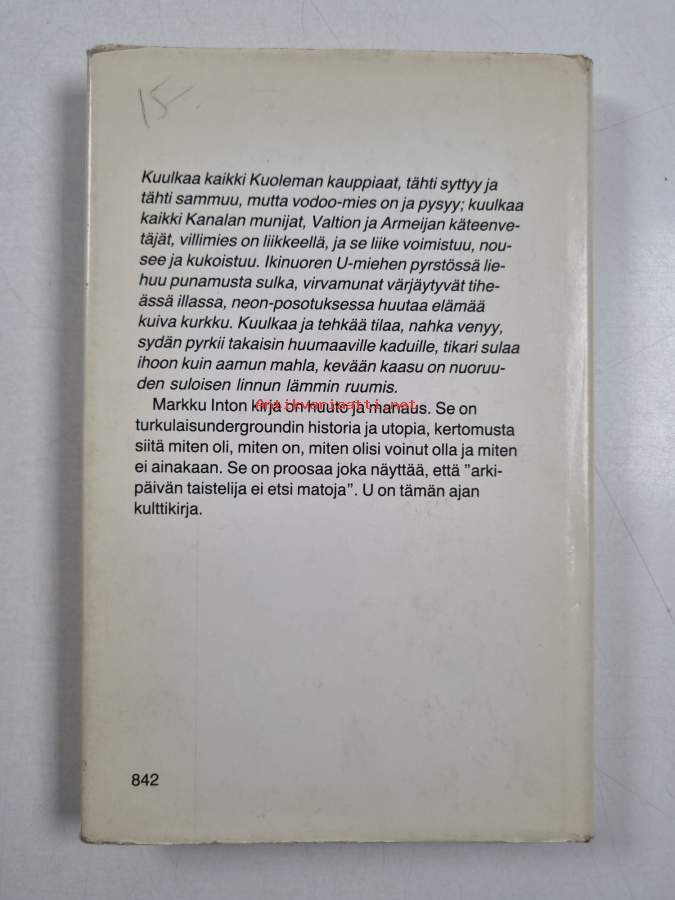 15-
Kuulkaa kaikki Kuoleman kauppiaat, tähti syttyy ja
tähti sammuu, mutta vodoo-mies on ja pysyy; kuulkaa
kaikki Kanalan munijat, Valtion ja Armeijan käteenve-
täjät, villimies on liikkeellä, ja se liike voimistuu, nou-
see ja kukoistuu. Ikinuoren U-miehen pyrstössä lie-
huu punamusta sulka, virvamunat värjäytyvät tihe-
ässä illassa, neon-posotuksessa huutaa elämää
kuiva kurkku. Kuulkaa ja tehkää tilaa, nahka venyy,
sydän pyrkii takaisin huumaaville kaduille, tikari sulaa
ihoon kuin aamun mahla, kevään kaasu on nuoruu-
den suloisen linnun lämmin ruumis.
antikvariaatti.net
Markku Inton kirja on huuto ja manaus. Se on
turkulaisundergroundin historia ja utopia, kertomusta
siitä miten oli, miten on, miten olisi voinut olla ja miten
ei ainakaan. Se on proosaa joka näyttää, että "arki-
päivän taistelija ei etsi matoja". U on tämän ajan
kulttikirja.
842